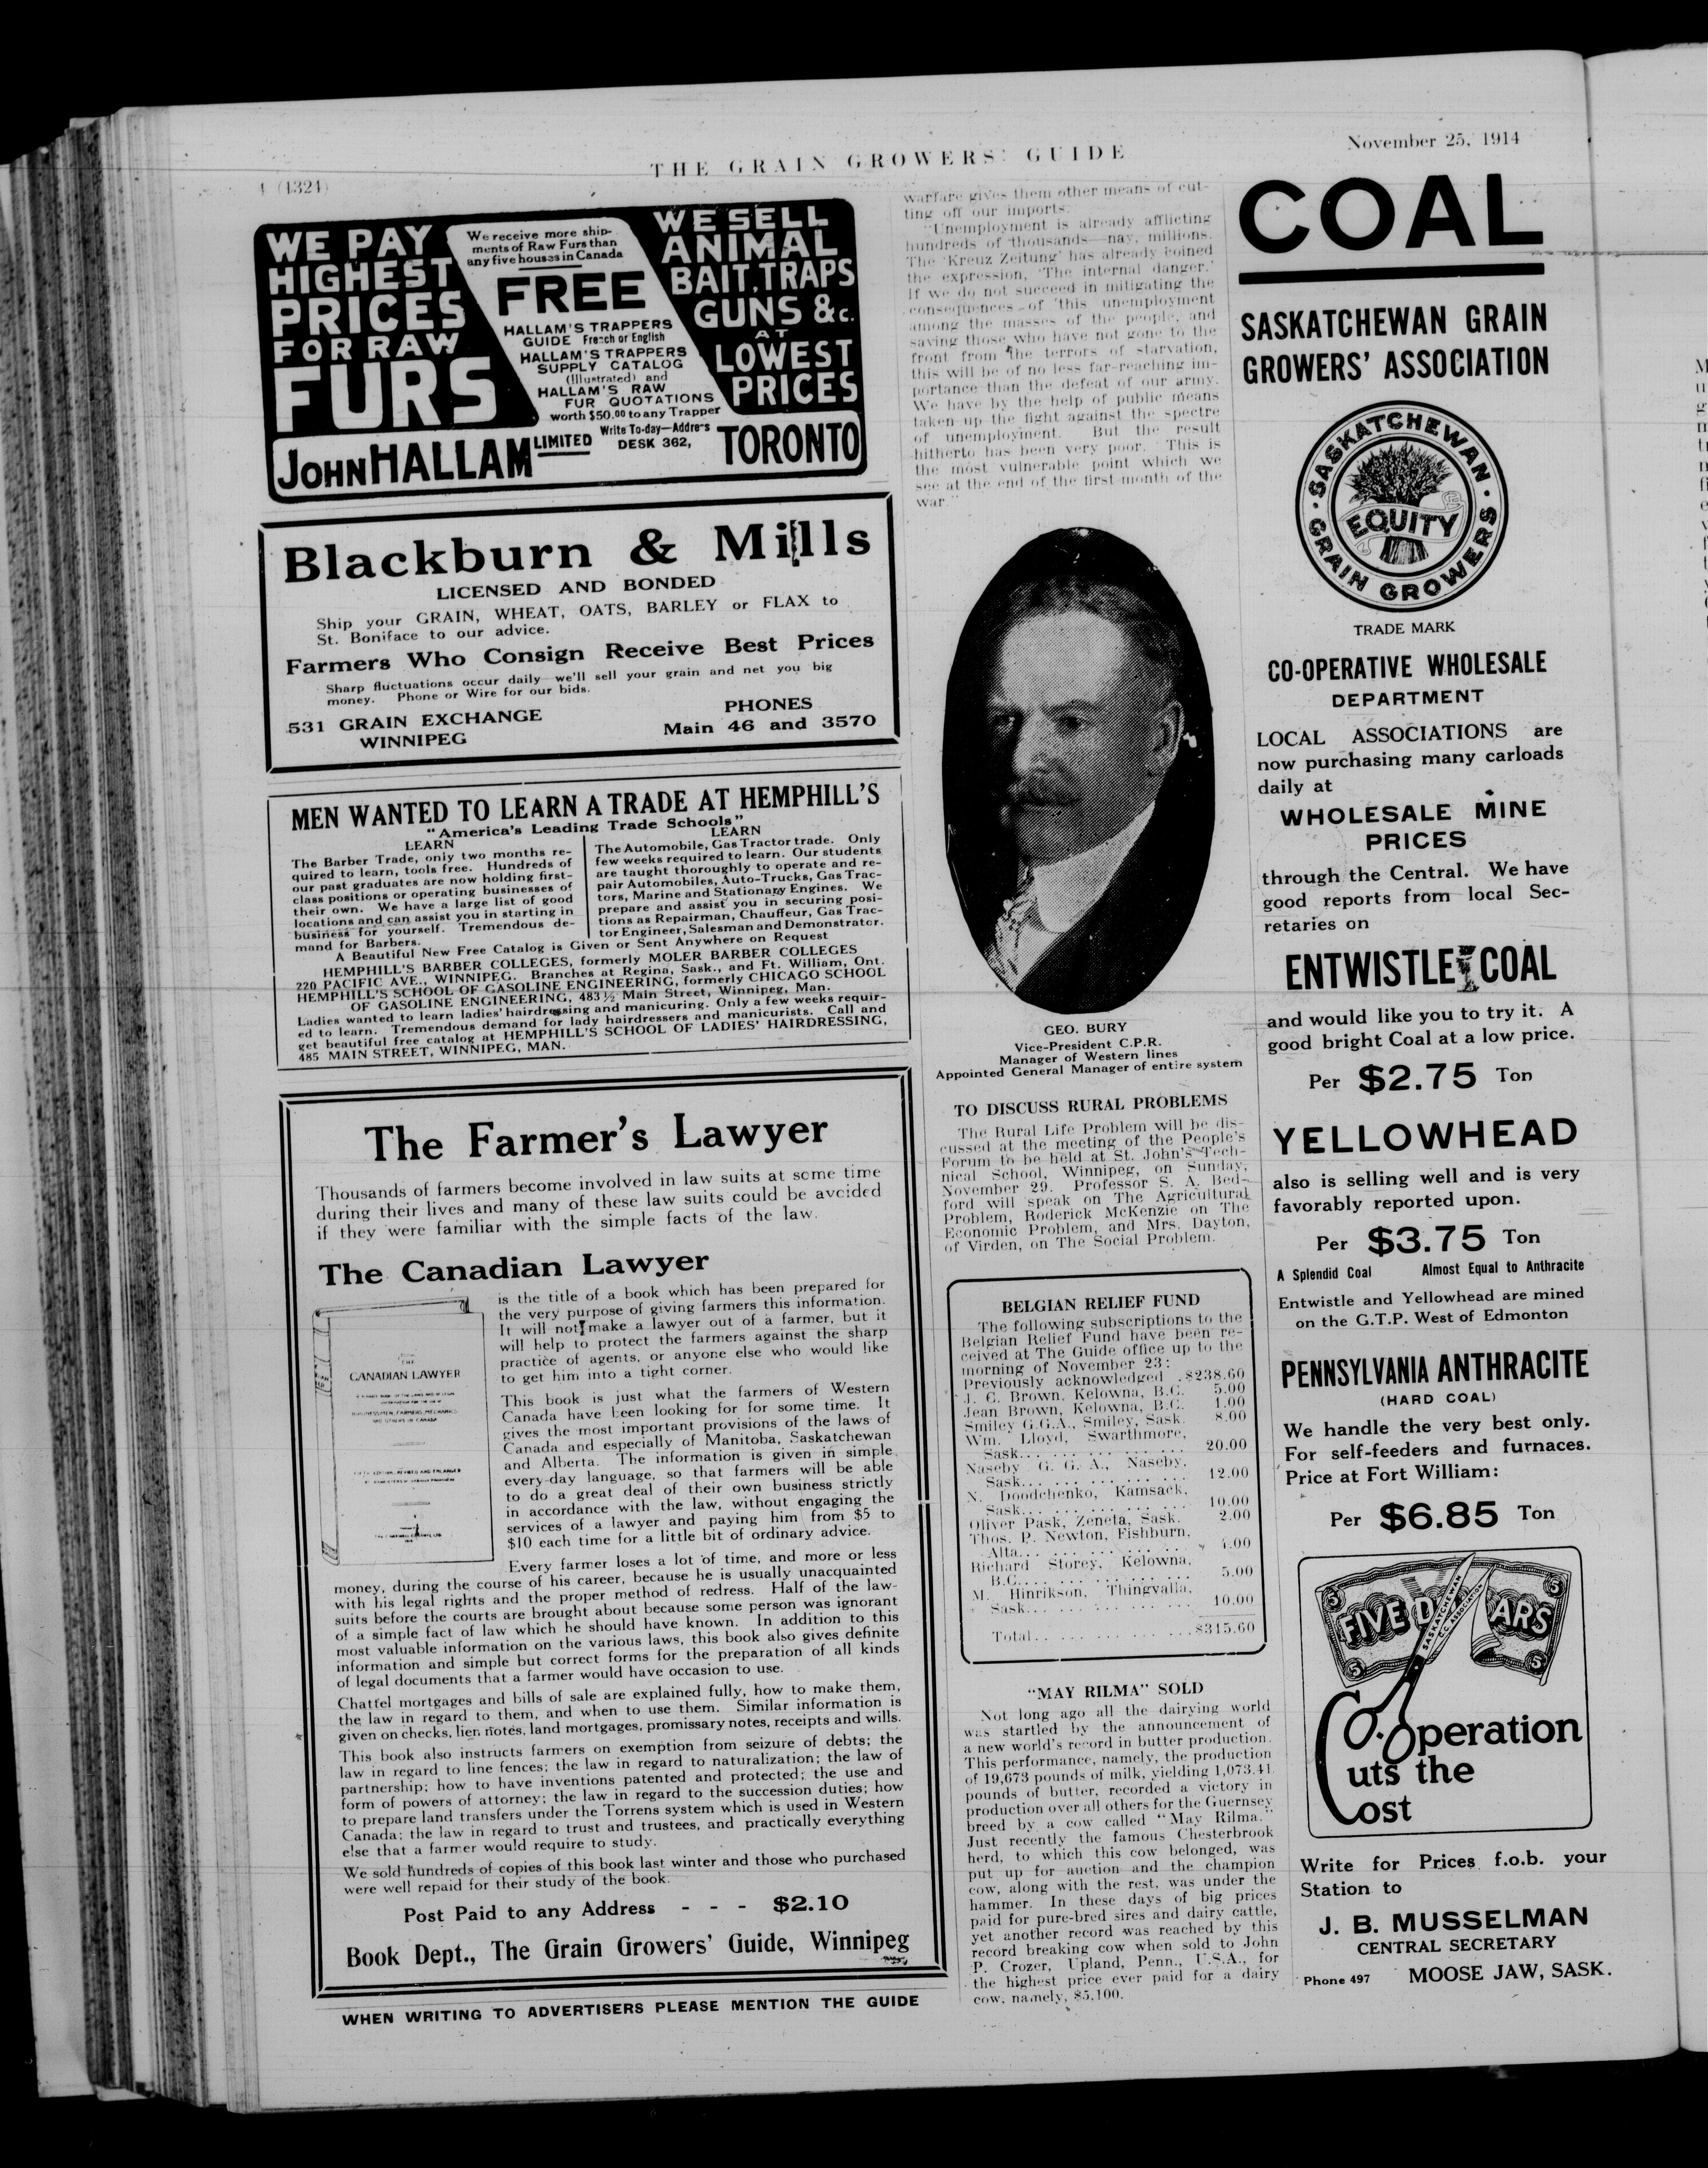 4 (1324)
THE GRAIN GROWERS' GUIDE
November 25, 1914
WE PAY
HIGHEST
PRICES
FOR RAW
FURS
We receive more ship-
ments of Raw Furs than
any five houses in Canada
FREE
HALLAM'S TRAPPERS
GUIDE French or English
HALLAM'S TRAPPERS
SUPPLY CATALOG
(Illustrated) and
HALLAM'S RAW
FUR QUOTATIONS
worth $50.00 to any Trapper
Write To-day—Address
DESK 362,
WE SELL
ANIMAL
BAIT, TRAPS
GUNS &c.
AT
LOWEST
PRICES
JOHN HALLAM LIMITED TORONTO
Blackburn & Mills
LICENSED AND BONDED
Ship your GRAIN, WHEAT, OATS, BARLEY or FLAX to
St. Boniface to our advice.
Farmers Who Consign Receive Best Prices
Sharp fluctuations occur daily—we'll sell your grain and net you big
money. Phone or Wire for our bids.
531 GRAIN EXCHANGE
WINNIPEG
PHONES
Main 46 and 3570
MEN WANTED TO LEARN A TRADE AT HEMPHILL'S
"America's Leading Trade Schools"
LEARN
The Barber Trade, only two months re-
quired to learn, tools free. Hundreds of
our past graduates are now holding first-
class positions or operating businesses of
their own. We have a large list of good
locations and can assist you in starting in
business for yourself. Tremendous de-
mand for Barbers.
LEARN
The Automobile, Gas Tractor trade. Only
few weeks required to learn. Our students
are taught thoroughly to operate and re-
pair Automobiles, Auto-Trucks, Gas Trac-
tors, Marine and Stationary Engines. We
prepare and assist you in securing posi-
tions as Repairman, Chauffeur, Gas Trac-
tor Engineer, Salesman and Demonstrator.
A Beautiful New Free Catalog is Given or Sent Anywhere on Request
HEMPHILL'S BARBER COLLEGES, formerly MOLER BARBER COLLEGES
220 PACIFIC AVE., WINNIPEG. Branches at Regina, Sask., and Ft. William, Ont.
HEMPHILL'S SCHOOL OF GASOLINE ENGINEERING, formerly CHICAGO SCHOOL
OF GASOLINE ENGINEERING, 483½ Main Street, Winnipeg, Man.
Ladies wanted to learn ladies' hairdressing and manicuring. Only a few weeks requir-
ed to learn. Tremendous demand for lady hairdressers and manicurists. Call and
get beautiful free catalog at HEMPHILL'S SCHOOL OF LADIES' HAIRDRESSING,
485 MAIN STREET, WINNIPEG, MAN.
The Farmer's Lawyer
Thousands of farmers become involved in law suits at some time
during their lives and many of these law suits could be avoided
if they were familiar with the simple facts of the law.
The Canadian Lawyer
THE
CANADIAN LAWYER
is the title of a book which has been prepared for
the very purpose of giving farmers this information.
It will not make a lawyer out of a farmer, but it
will help to protect the farmers against the sharp
practice of agents, or anyone else who would like
to get him into a tight corner.
This book is just what the farmers of Western
Canada have been looking for for some time. It
gives the most important provisions of the laws of
Canada and especially of Manitoba, Saskatchewan
and Alberta. The information is given in simple
every-day language, so that farmers will be able
to do a great deal of their own business strictly
in accordance with the law, without engaging the
services of a lawyer and paying him from $5 to
$10 each time for a little bit of ordinary advice.
Every farmer loses a lot of time, and more or less
money, during the course of his career, because he is usually unacquainted
with his legal rights and the proper method of redress. Half of the law-
suits before the courts are brought about because some person was ignorant
of a simple fact of law which he should have known. In addition to this
most valuable information on the various laws, this book also gives definite
information and simple but correct forms for the preparation of all kinds
of legal documents that a farmer would have occasion to use.
Chattel mortgages and bills of sale are explained fully, how to make them,
the law in regard to them, and when to use them. Similar information is
given on checks, lien notes, land mortgages, promissary notes, receipts and wills.
This book also instructs farmers on exemption from seizure of debts; the
law in regard to line fences; the law in regard to naturalization; the law of
partnership; how to have inventions patented and protected; the use and
form of powers of attorney; the law in regard to the succession duties; how
to prepare land transfers under the Torrens system which is used in Western
Canada; the law in regard to trust and trustees, and practically everything
else that a farmer would require to study.
We sold hundreds of copies of this book last winter and those who purchased
were well repaid for their study of the book.
Post Paid to any Address - - - $2.10
Book Dept., The Grain Growers' Guide, Winnipeg
WHEN WRITING TO ADVERTISERS PLEASE MENTION THE GUIDE
warfare gives them other means of cut-
ting off our imports.
"Unemployment is already afflicting
hundreds of thousands—nay, millions.
The 'Kreuz Zeitung' has already coined
the expression, 'The internal danger.'
If we do not succeed in mitigating the
consequences of this unemployment
among the masses of the people, and
saving those who have not gone to the
front from the terrors of starvation,
this will be of no less far-reaching im-
portance than the defeat of our army.
We have by the help of public means
taken up the fight against the spectre
of unemployment. But the result
hitherto has been very poor. This is
the most vulnerable point which we
see at the end of the first month of the
war."
GEO. BURY
Vice-President C.P.R.
Manager of Western lines
Appointed General Manager of entire system
TO DISCUSS RURAL PROBLEMS
The Rural Life Problem will be dis-
cussed at the meeting of the People's
Forum to be held at St. John's Tech-
nical School, Winnipeg, on Sunday,
November 29. Professor S. A. Bed-
ford will speak on The Agricultural
Problem, Roderick McKenzie on The
Economic Problem, and Mrs. Dayton,
of Virden, on The Social Problem.
BELGIAN RELIEF FUND
The following subscriptions to the
Belgian Relief Fund have been re-
ceived at The Guide office up to the
morning of November 23:
Previously acknowledged .$238.60
J. C. Brown, Kelowna, B.C. 5.00
Jean Brown, Kelowna, B.C. 1.00
Smiley G.G.A., Smiley, Sask. 8.00
Wm. Lloyd, Swarthmore,
Sask. 20.00
Naseby G. G. A., Naseby,
Sask. 12.00
N. Doodchenko, Kamsack,
Sask. 10.00
Oliver Pask, Zeneta, Sask. 2.00
Thos. P. Newton, Fishburn,
Alta. 4.00
Richard Storey, Kelowna,
B.C. 5.00
M. Hinrikson, Thingvalla,
Sask. 10.00
Total $315.60
"MAY RILMA" SOLD
Not long ago all the dairying world
was startled by the announcement of
a new world's record in butter production.
This performance, namely, the production
of 19,673 pounds of milk, yielding 1,073.41
pounds of butter, recorded a victory in
production over all others for the Guernsey
breed by a cow called "May Rilma."
Just recently the famous Chesterbrook
herd, to which this cow belonged, was
put up for auction and the champion
cow, along with the rest, was under the
hammer. In these days of big prices
paid for pure-bred sires and dairy cattle,
yet another record was reached by this
record breaking cow when sold to John
P. Crozer, Upland, Penn., U.S.A., for
the highest price ever paid for a dairy
cow, namely, $5,100.
COAL
SASKATCHEWAN GRAIN
GROWERS' ASSOCIATION
SASKATCHEWAN · GRAIN GROWERS ·
EQUITY
TRADE MARK
CO-OPERATIVE WHOLESALE
DEPARTMENT
LOCAL ASSOCIATIONS are
now purchasing many carloads
daily at
WHOLESALE MINE
PRICES
through the Central. We have
good reports from local Sec-
retaries on
ENTWISTLE COAL
and would like you to try it. A
good bright Coal at a low price.
Per $2.75 Ton
YELLOWHEAD
also is selling well and is very
favorably reported upon.
Per $3.75 Ton
A Splendid Coal Almost Equal to Anthracite
Entwistle and Yellowhead are mined
on the G.T.P. West of Edmonton
PENNSYLVANIA ANTHRACITE
(HARD COAL)
We handle the very best only.
For self-feeders and furnaces.
Price at Fort William:
Per $6.85 Ton
FIVE D ARS
SASKATCHEWAN
Co-operation
Cuts the
Cost
Write for Prices f.o.b. your
Station to
J. B. MUSSELMAN
CENTRAL SECRETARY
Phone 497 MOOSE JAW, SASK.